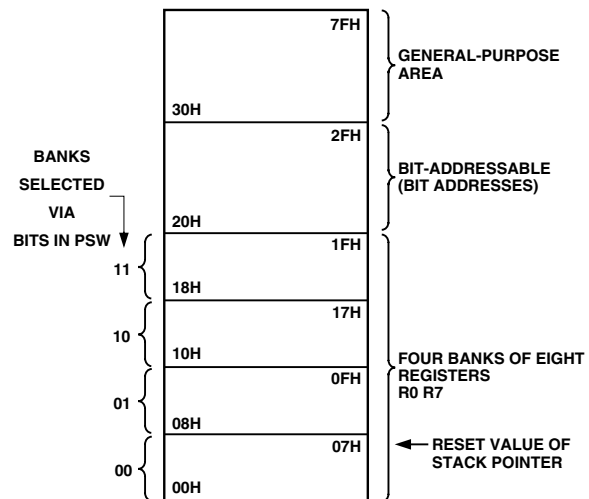 7FH
GENERAL-PURPOSE
AREA
30H
2FH
BANKS
SELECTED
VIA
BITS IN PSW
BIT-ADDRESSABLE
(BIT ADDRESSES)
20H
1FH
11
18H
17H
10
10H
FOUR BANKS OF EIGHT
REGISTERS
R0 R7
0FH
01
08H
07H
RESET VALUE OF
STACK POINTER
00
00H